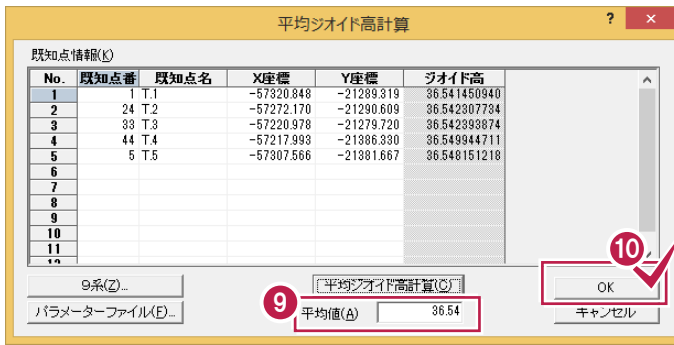 平均ジオイド高計算
? ×
既知点情報(K)
No. 既知点番 既知点名 X座標 Y座標 ジオイド高
1 1 T.1 -57320.848 -21289.319 36.541450940
2 24 T.2 -57272.170 -21290.609 36.542307734
3 33 T.3 -57220.978 -21279.720 36.542393874
4 44 T.4 -57217.993 -21386.330 36.549944711
5 5 T.5 -57307.566 -21381.667 36.548151218
6
7
8
9
10
11
12
9系(Z)... 平均ジオイド高計算(C) 10 OK
パラメーターファイル(F)... 9 平均値(A) 36.54 キャンセル